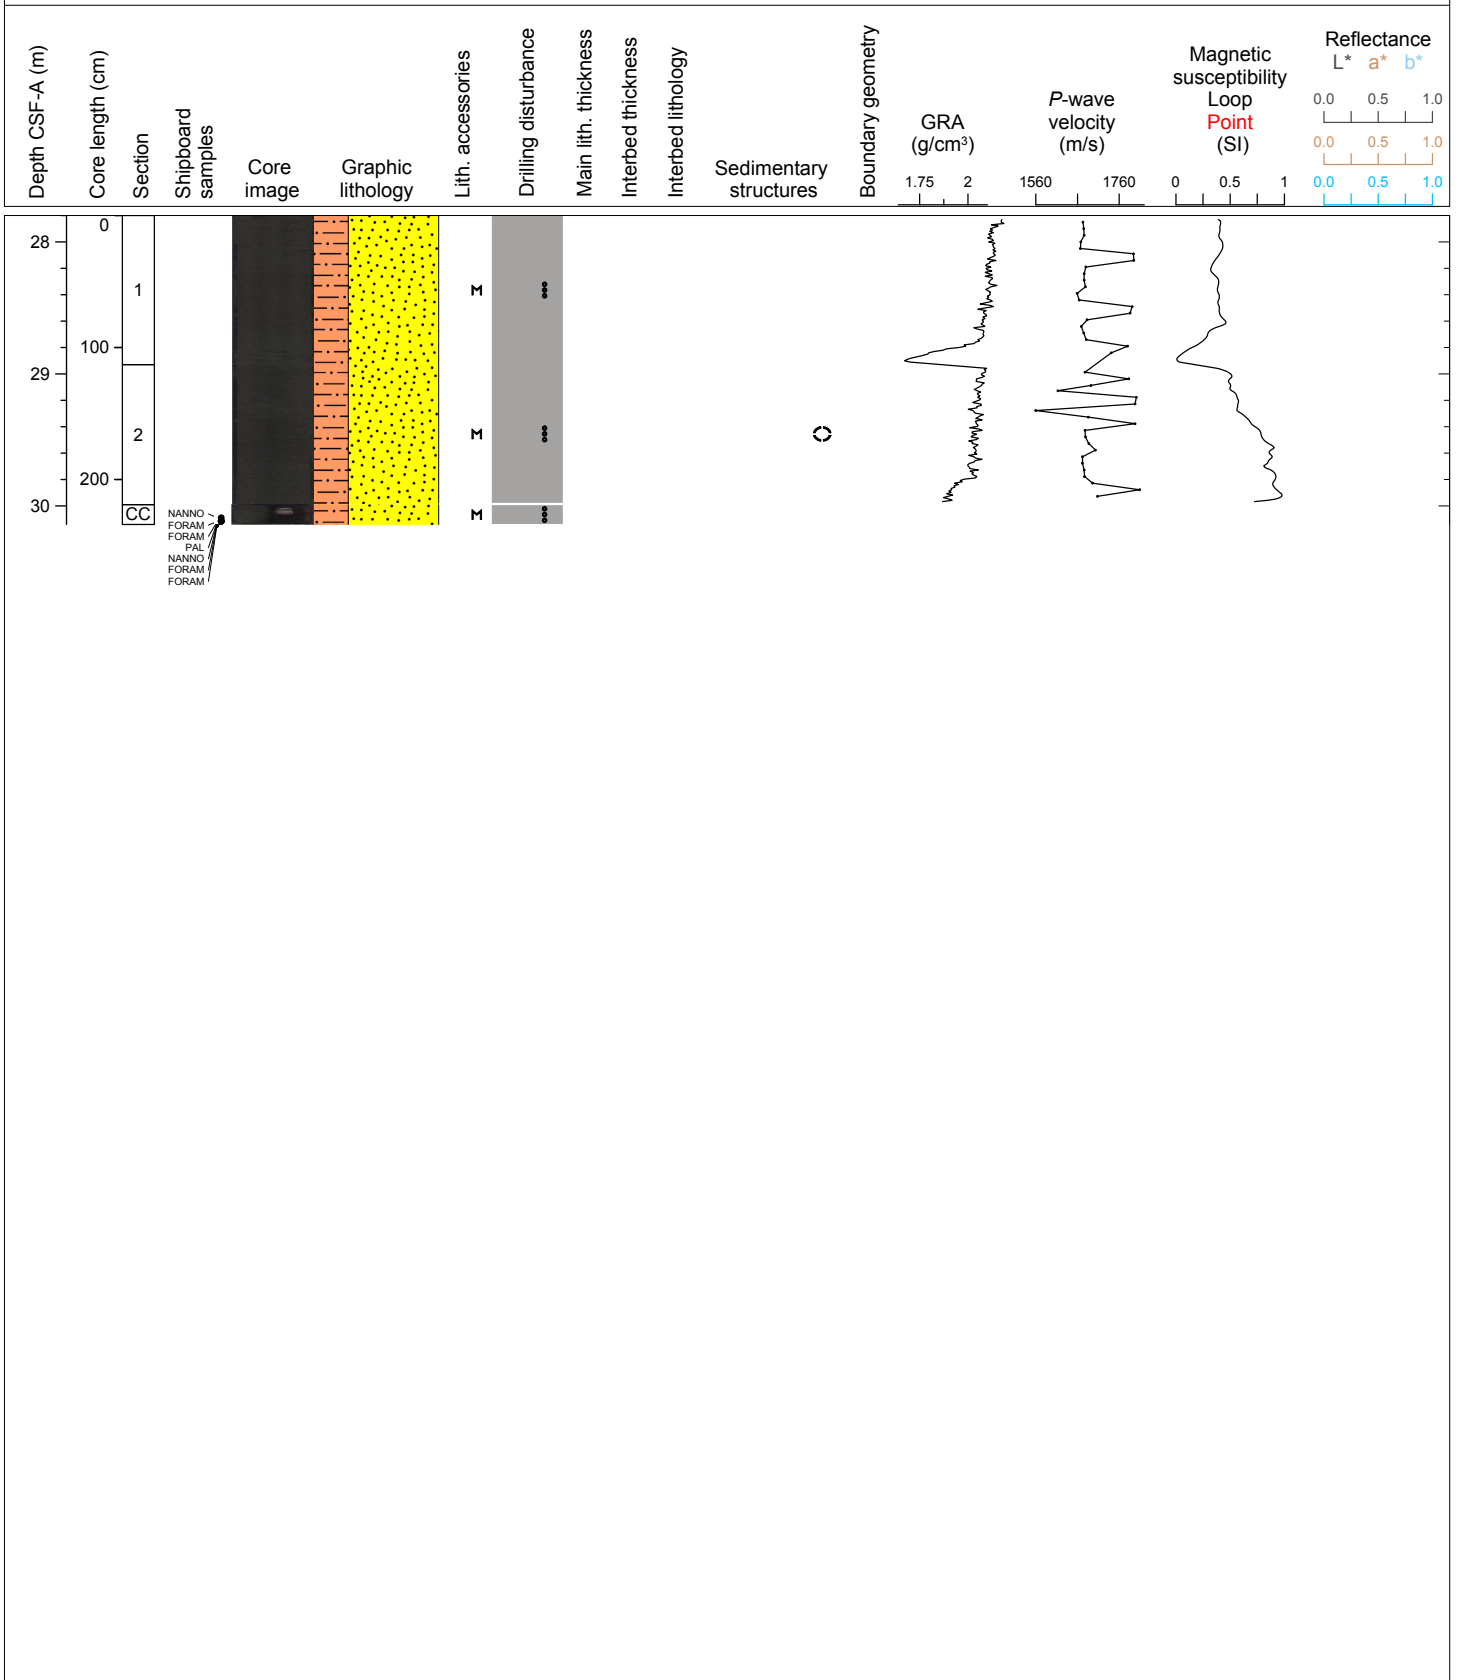 Depth CSF-A (m)
Core length (cm)
Section
Shipboard
samples
Core
image
Graphic
lithology
Lith. accessories
Drilling disturbance
Main lith. thickness
Interbed thickness
Interbed lithology
Sedimentary
structures
Boundary geometry
GRA
(g/cm³)
1.75 2
P-wave
velocity
(m/s)
1560 1760
Magnetic
susceptibility
Loop
Point
(SI)
0 0.5 1
Reflectance
L* a* b*
0.0 0.5 1.0
0.0 0.5 1.0
0.0 0.5 1.0
0
28
1
M
100
29
2
M
200
30
CC
M
NANNO
FORAM
FORAM
PAL
NANNO
FORAM
FORAM